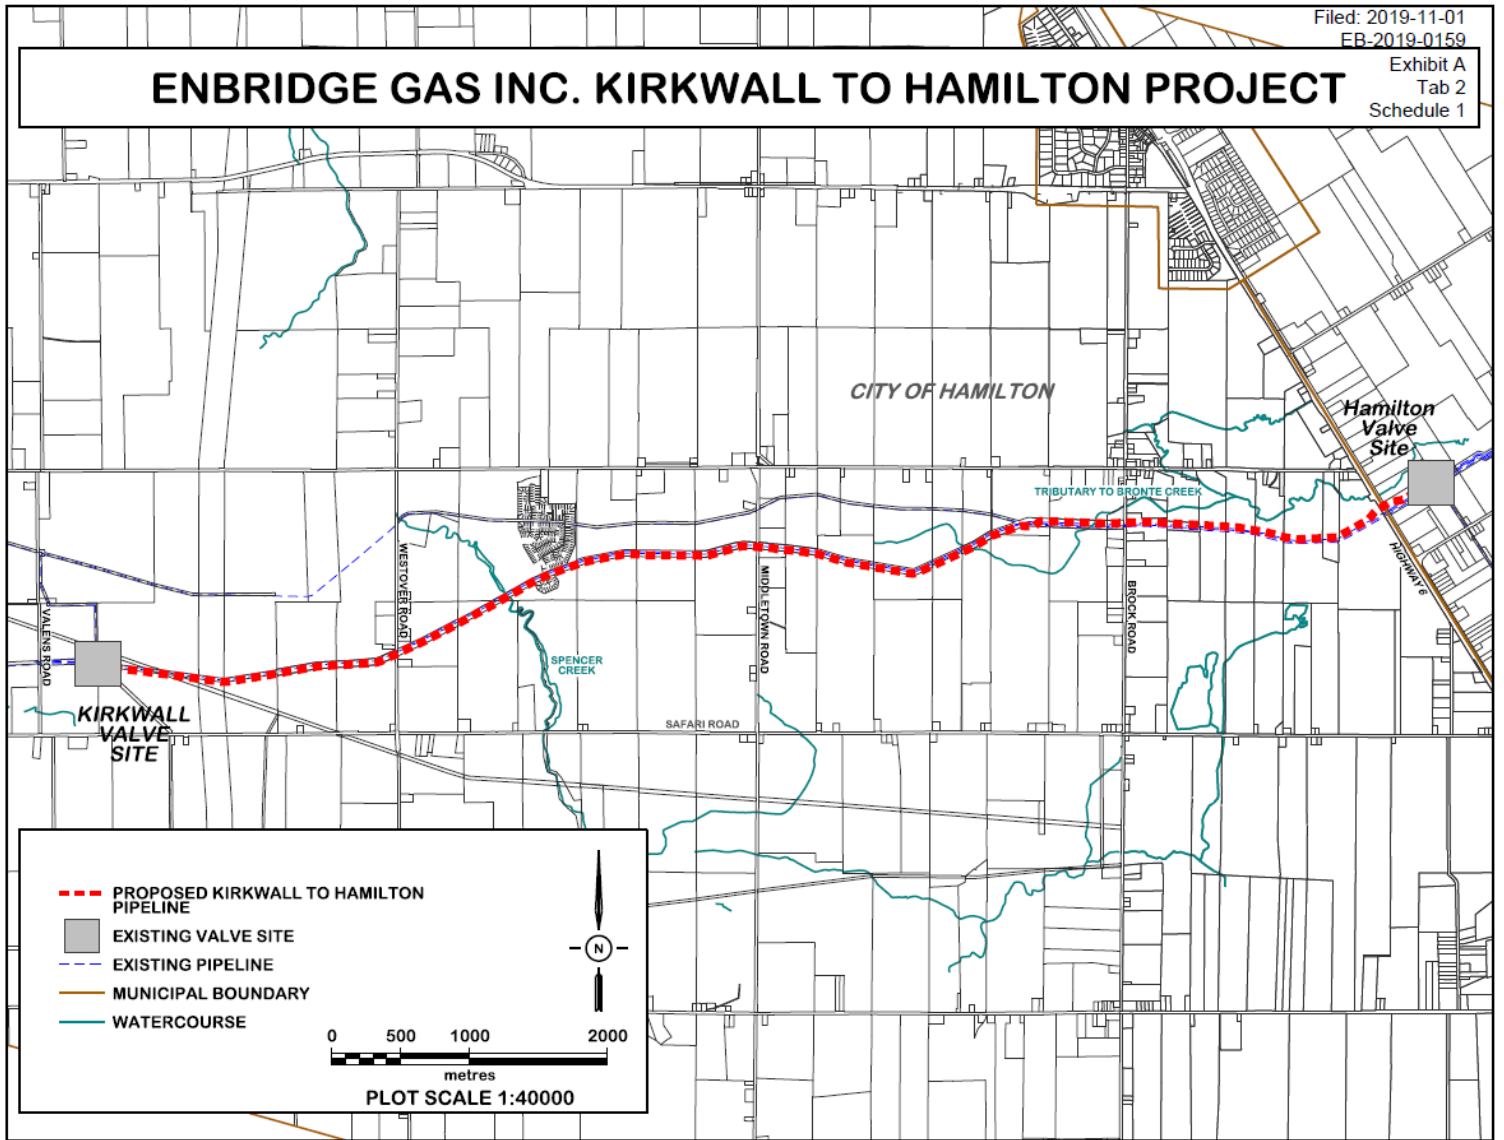 Filed: 2019-11-01
EB-2019-0159
Exhibit A
Tab 2
Schedule 1
ENBRIDGE GAS INC. KIRKWALL TO HAMILTON PROJECT
CITY OF HAMILTON
Hamilton
Valve
Site
TRIBUTARY TO BRONTE CREEK
HIGHWAY 6
WESTOVER ROAD
MIDDLETOWN ROAD
BROCK ROAD
VALENS ROAD
SPENCER
CREEK
SAFARI ROAD
KIRKWALL
VALVE
SITE
PROPOSED KIRKWALL TO HAMILTON
PIPELINE
EXISTING VALVE SITE
EXISTING PIPELINE
MUNICIPAL BOUNDARY
WATERCOURSE
N
0 500 1000 2000
metres
PLOT SCALE 1:40000